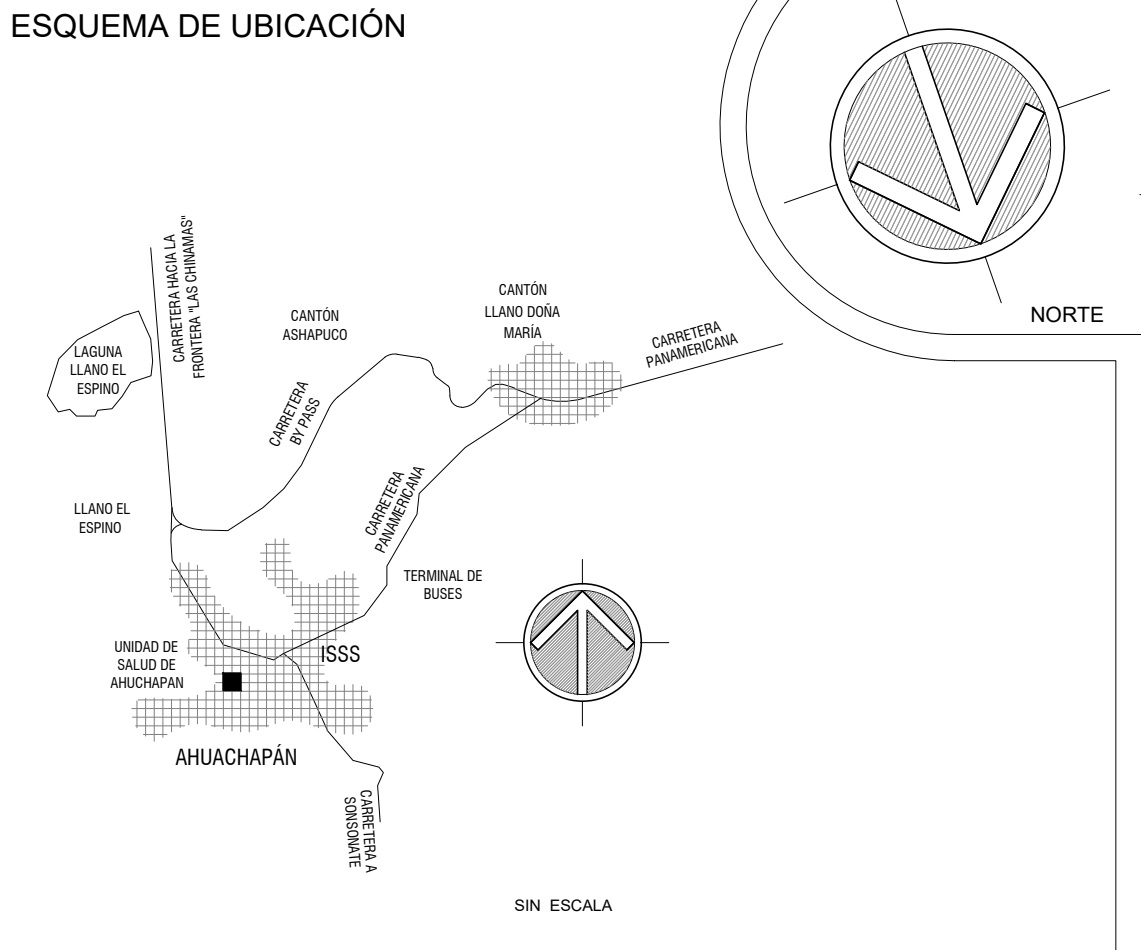 ESQUEMA DE UBICACIÓN
NORTE
CARRETERA HACIA LA
FRONTERA "LAS CHINAMAS"
CANTÓN
ASHAPUCO
CANTÓN
LLANO DOÑA
MARÍA
CARRETERA
PANAMERICANA
LAGUNA
LLANO EL
ESPINO
CARRETERA
BY PASS
LLANO EL
ESPINO
CARRETERA
PANAMERICANA
TERMINAL DE
BUSES
UNIDAD DE
SALUD DE
AHUCHAPAN
ISSS
AHUACHAPÁN
CARRETERA A
SONSONATE
SIN ESCALA